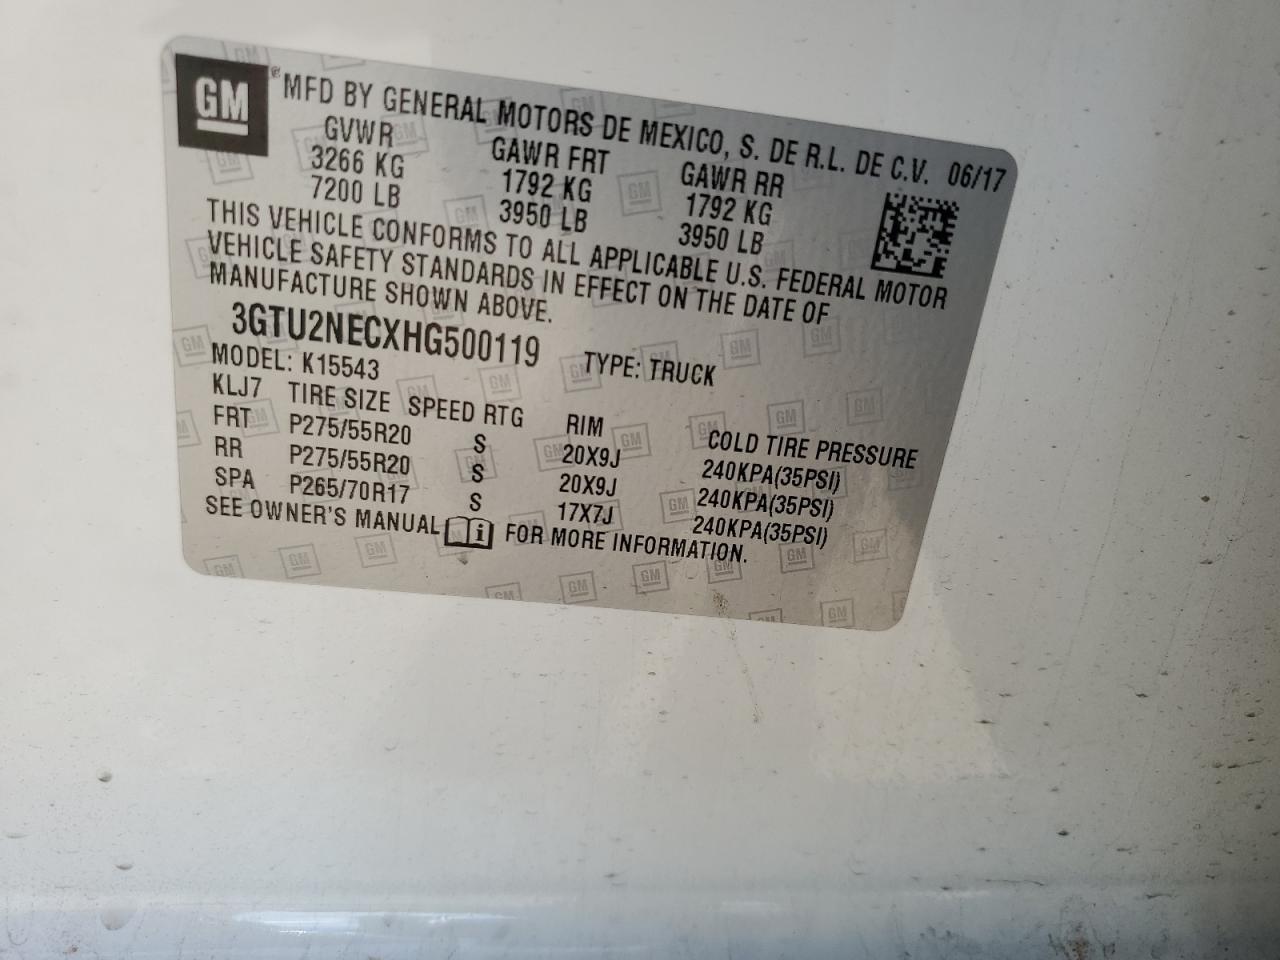 GM ® MFD BY GENERAL MOTORS DE MEXICO, S. DE R.L. DE C.V. 06/17
GVWR GAWR FRT GAWR RR
3266 KG 1792 KG 1792 KG
7200 LB 3950 LB 3950 LB
THIS VEHICLE CONFORMS TO ALL APPLICABLE U.S. FEDERAL MOTOR
VEHICLE SAFETY STANDARDS IN EFFECT ON THE DATE OF
MANUFACTURE SHOWN ABOVE.
3GTU2NECXHG500119 TYPE: TRUCK
MODEL: K15543
KLJ7 TIRE SIZE SPEED RTG RIM COLD TIRE PRESSURE
FRT P275/55R20 S 20X9J 240KPA(35PSI)
RR P275/55R20 S 20X9J 240KPA(35PSI)
SPA P265/70R17 S 17X7J 240KPA(35PSI)
SEE OWNER'S MANUAL i FOR MORE INFORMATION.